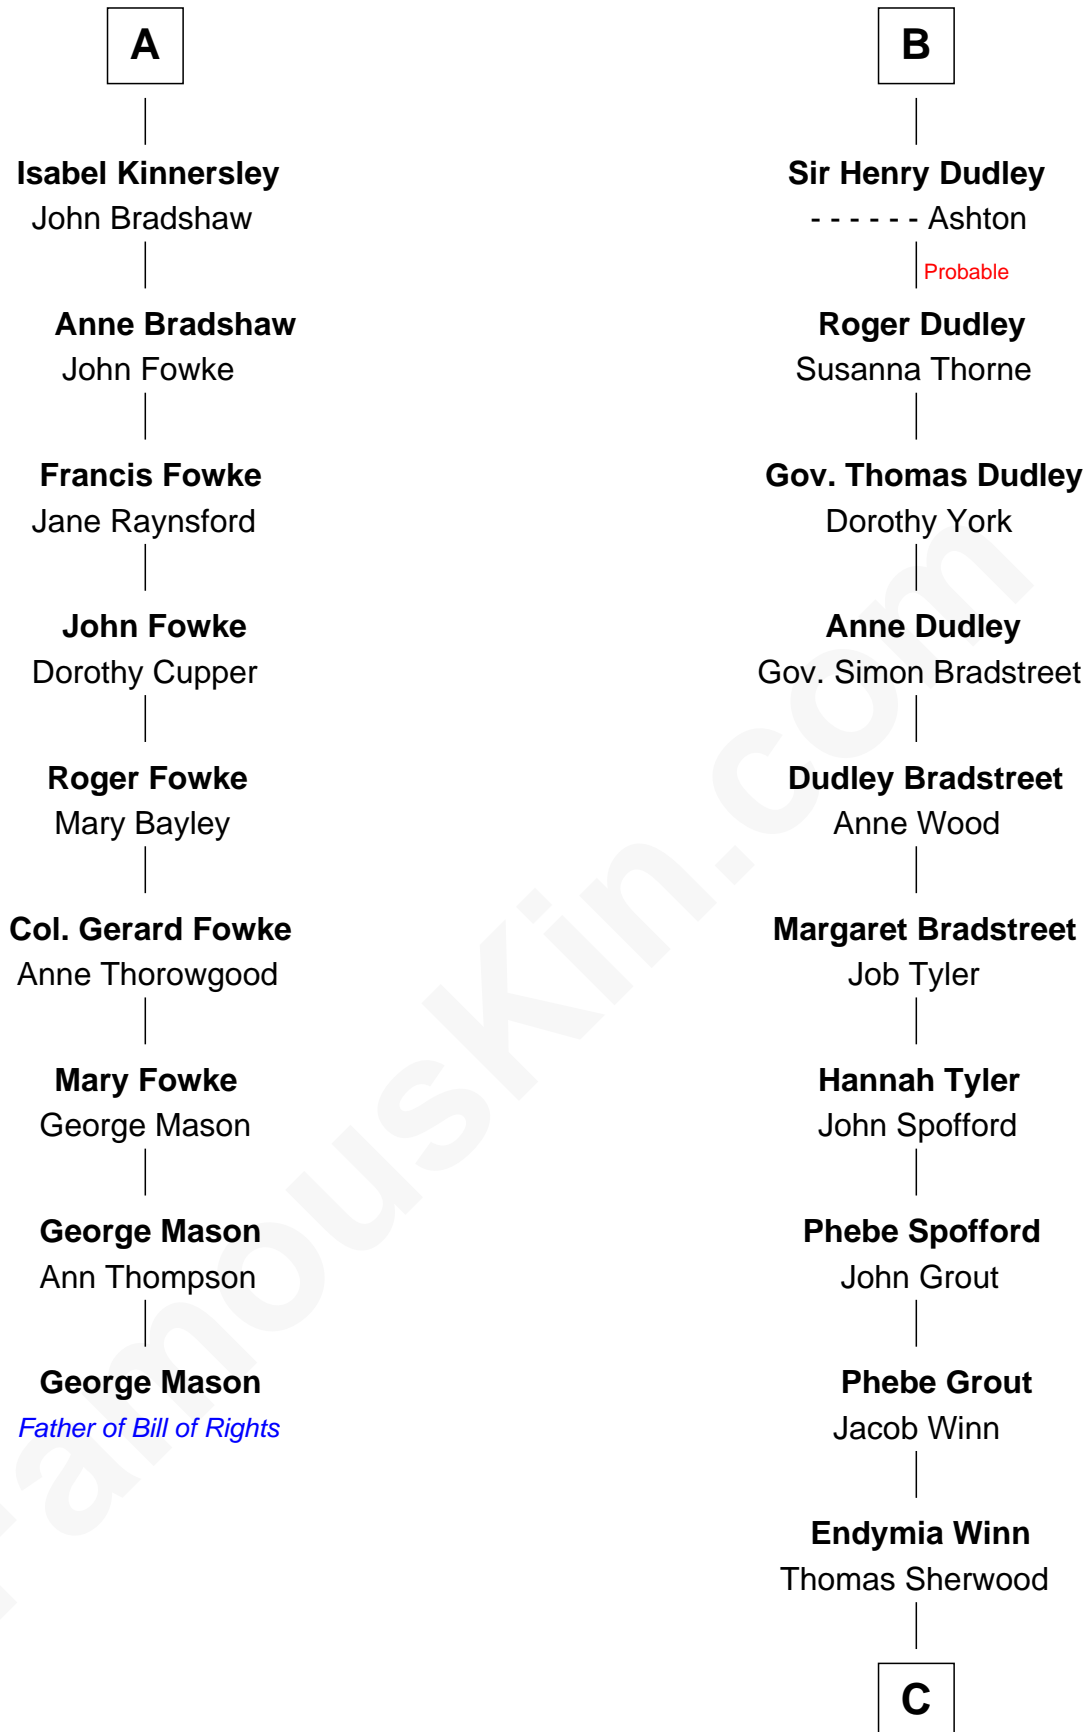 A
Isabel Kinnersley
John Bradshaw
Anne Bradshaw
John Fowke
Francis Fowke
Jane Raynsford
John Fowke
Dorothy Cupper
Roger Fowke
Mary Bayley
Col. Gerard Fowke
Anne Thorowgood
Mary Fowke
George Mason
George Mason
Ann Thompson
George Mason
Father of Bill of Rights
B
Sir Henry Dudley
- - - - - - Ashton
Probable
Roger Dudley
Susanna Thorne
Gov. Thomas Dudley
Dorothy York
Anne Dudley
Gov. Simon Bradstreet
Dudley Bradstreet
Anne Wood
Margaret Bradstreet
Job Tyler
Hannah Tyler
John Spofford
Phebe Spofford
John Grout
Phebe Grout
Jacob Winn
Endymia Winn
Thomas Sherwood
C
FamousKin.com